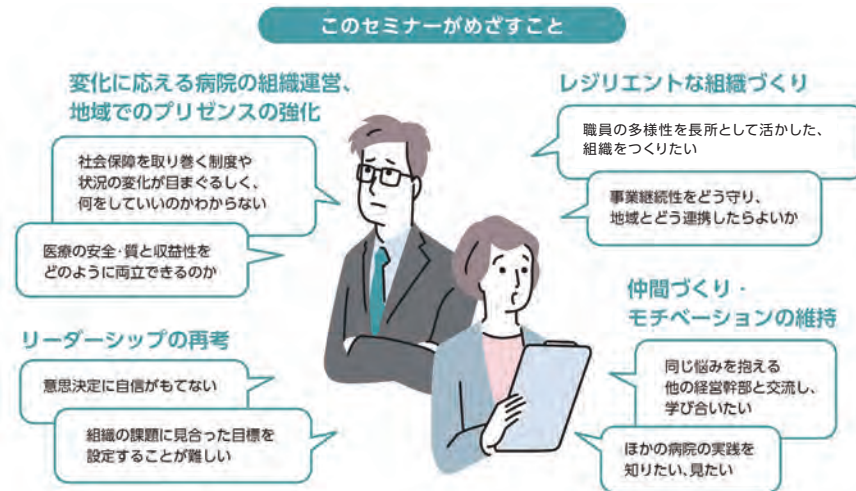 このセミナーがめざすこと
変化に応える病院の組織運営、
地域でのプリゼンスの強化
社会保障を取り巻く制度や
状況の変化が目まぐるしく、
何をしていいのかわからない
医療の安全・質と収益性を
どのように両立できるのか
リーダーシップの再考
意思決定に自信がもてない
組織の課題に見合った目標を
設定することが難しい
レジリエントな組織づくり
職員の多様性を長所として活かした、
組織をつくりたい
事業継続性をどう守り、
地域とどう連携したらよいか
仲間づくり・
モチベーションの維持
同じ悩みを抱える
他の経営幹部と交流し、
学び合いたい
ほかの病院の実践を
知りたい、見たい